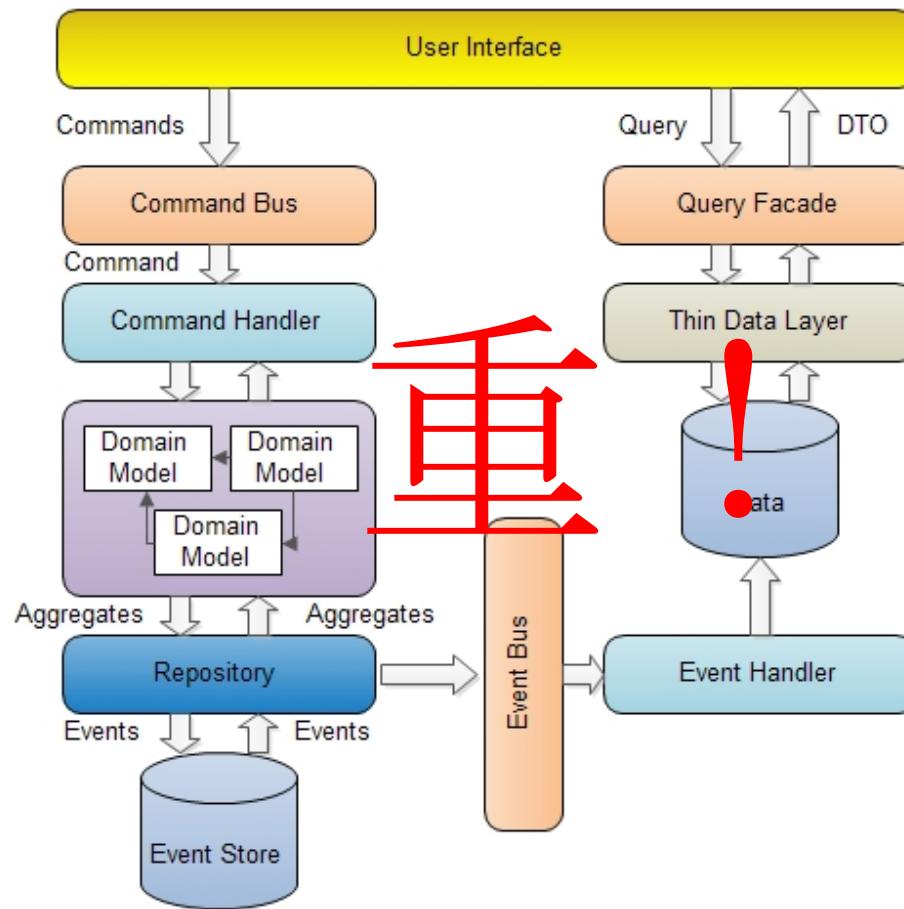 User Interface
Commands
Query
DTO
Command Bus
Query Facade
Command
Command Handler
Thin Data Layer
重
!
Domain
Model
Domain
Model
Domain
Model
Aggregates
Aggregates
Repository
Event Bus
Event Handler
Events
Events
Event Store